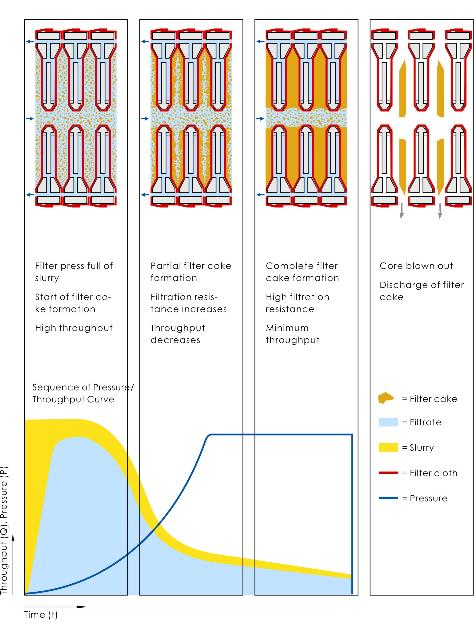 Filter press full of
slurry
Start of filter ca-
ke formation
High throughput
Partial filter cake
formation
Filtration resis-
tance increases
Throughput
decreases
Complete filter
cake formation
High filtration
resistance
Minimum
throughput
Core blown out
Discharge of filter
cake
Sequence of Pressure/
Throughput Curve
= Filter cake
= Filtrate
= Slurry
= Filter cloth
= Pressure
Throughput (Q), Pressure (P)
Time (t)